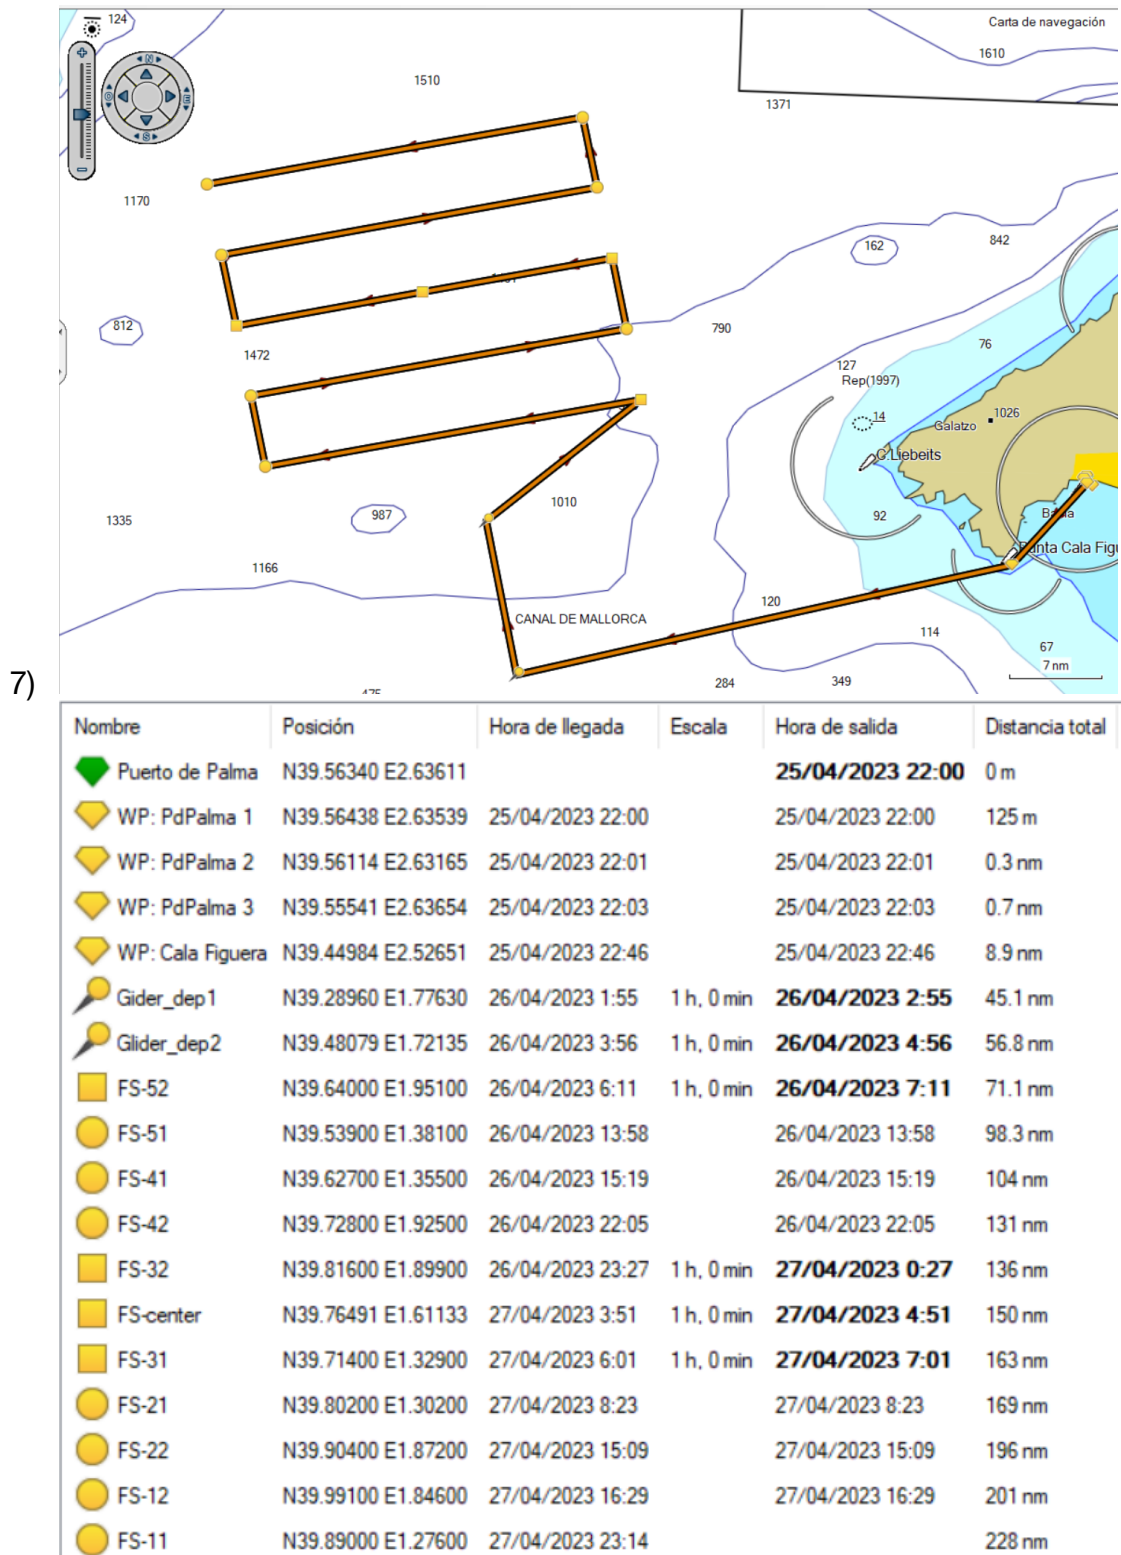 124
Carta de navegación
1610
1510
1371
1170
842
162
812
790
1472
76
127
Rep(1997)
14
1026
Galatzo
C.Liebeits
1010
987
92
1335
Punta Cala Figu
1166
120
CANAL DE MALLORCA
114
67
7 nm
284
349
475
7)
Nombre Posición Hora de llegada Escala Hora de salida Distancia total
Puerto de Palma N39.56340 E2.63611 25/04/2023 22:00 0 m
WP: PdPalma 1 N39.56438 E2.63539 25/04/2023 22:00 25/04/2023 22:00 125 m
WP: PdPalma 2 N39.56114 E2.63165 25/04/2023 22:01 25/04/2023 22:01 0.3 nm
WP: PdPalma 3 N39.55541 E2.63654 25/04/2023 22:03 25/04/2023 22:03 0.7 nm
WP: Cala Figuera N39.44984 E2.52651 25/04/2023 22:46 25/04/2023 22:46 8.9 nm
Gider_dep1 N39.28960 E1.77630 26/04/2023 1:55 1 h, 0 min 26/04/2023 2:55 45.1 nm
Glider_dep2 N39.48079 E1.72135 26/04/2023 3:56 1 h, 0 min 26/04/2023 4:56 56.8 nm
FS-52 N39.64000 E1.95100 26/04/2023 6:11 1 h, 0 min 26/04/2023 7:11 71.1 nm
FS-51 N39.53900 E1.38100 26/04/2023 13:58 26/04/2023 13:58 98.3 nm
FS-41 N39.62700 E1.35500 26/04/2023 15:19 26/04/2023 15:19 104 nm
FS-42 N39.72800 E1.92500 26/04/2023 22:05 26/04/2023 22:05 131 nm
FS-32 N39.81600 E1.89900 26/04/2023 23:27 1 h, 0 min 27/04/2023 0:27 136 nm
FS-center N39.76491 E1.61133 27/04/2023 3:51 1 h, 0 min 27/04/2023 4:51 150 nm
FS-31 N39.71400 E1.32900 27/04/2023 6:01 1 h, 0 min 27/04/2023 7:01 163 nm
FS-21 N39.80200 E1.30200 27/04/2023 8:23 27/04/2023 8:23 169 nm
FS-22 N39.90400 E1.87200 27/04/2023 15:09 27/04/2023 15:09 196 nm
FS-12 N39.99100 E1.84600 27/04/2023 16:29 27/04/2023 16:29 201 nm
FS-11 N39.89000 E1.27600 27/04/2023 23:14 228 nm